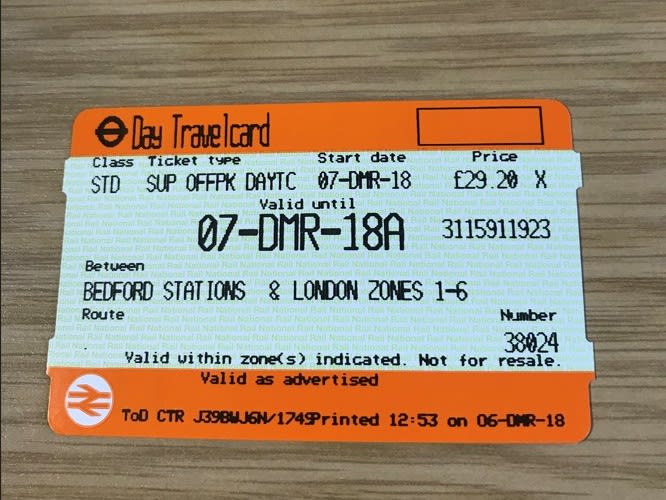 Day Travelcard
Class Ticket type Start date Price
STD SUP OFFPK DAYTC 07-DMR-18 £29.20 X
Valid until
07-DMR-18A 3115911923
Between
BEDFORD STATIONS & LONDON ZONES 1-6
Route Number
38024
Valid within zone(s) indicated. Not for resale.
Valid as advertised
ToD CTR J39BWJ6N/1749Printed 12:53 on 06-DMR-18